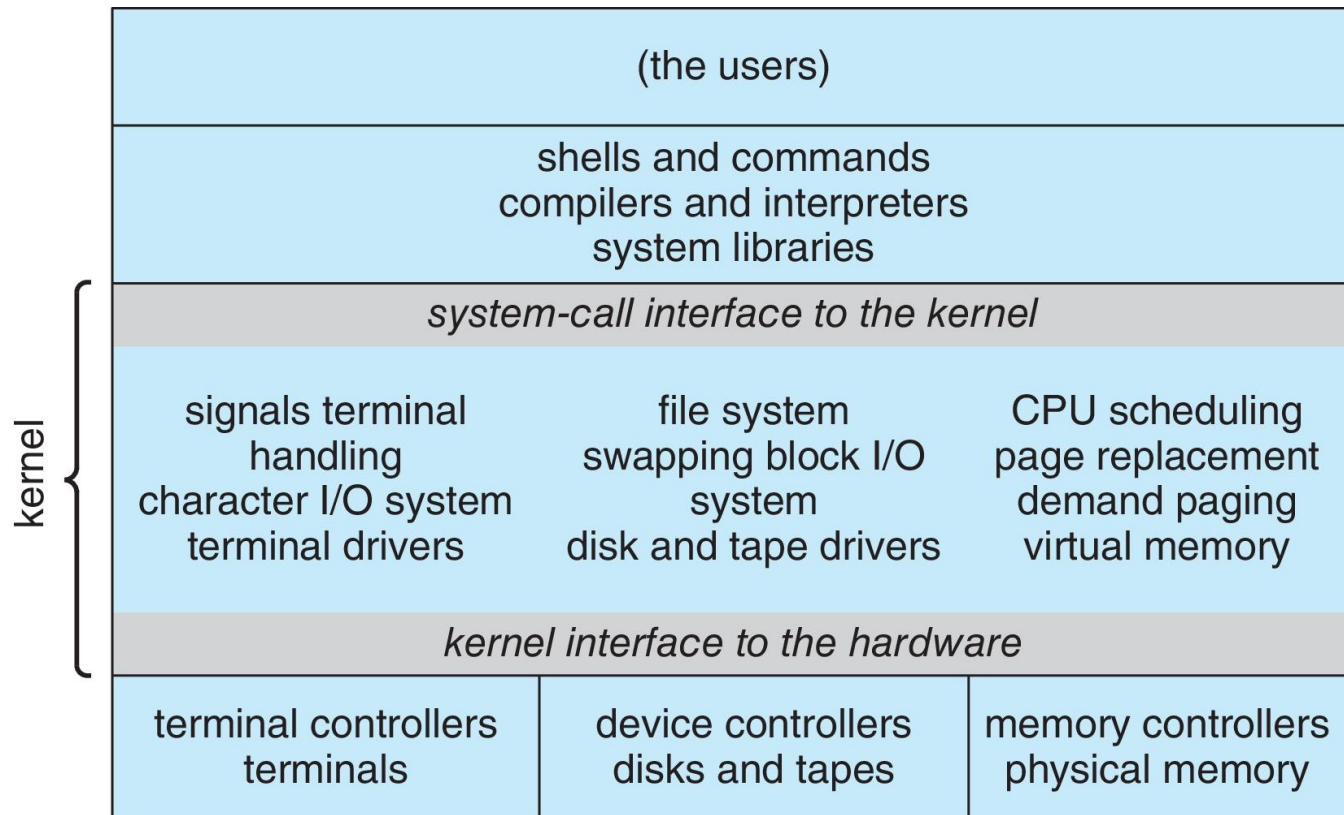 (the users)
shells and commands
compilers and interpreters
system libraries
kernel
system-call interface to the kernel
signals terminal
handling
character I/O system
terminal drivers
file system
swapping block I/O
system
disk and tape drivers
CPU scheduling
page replacement
demand paging
virtual memory
kernel interface to the hardware
terminal controllers
terminals
device controllers
disks and tapes
memory controllers
physical memory